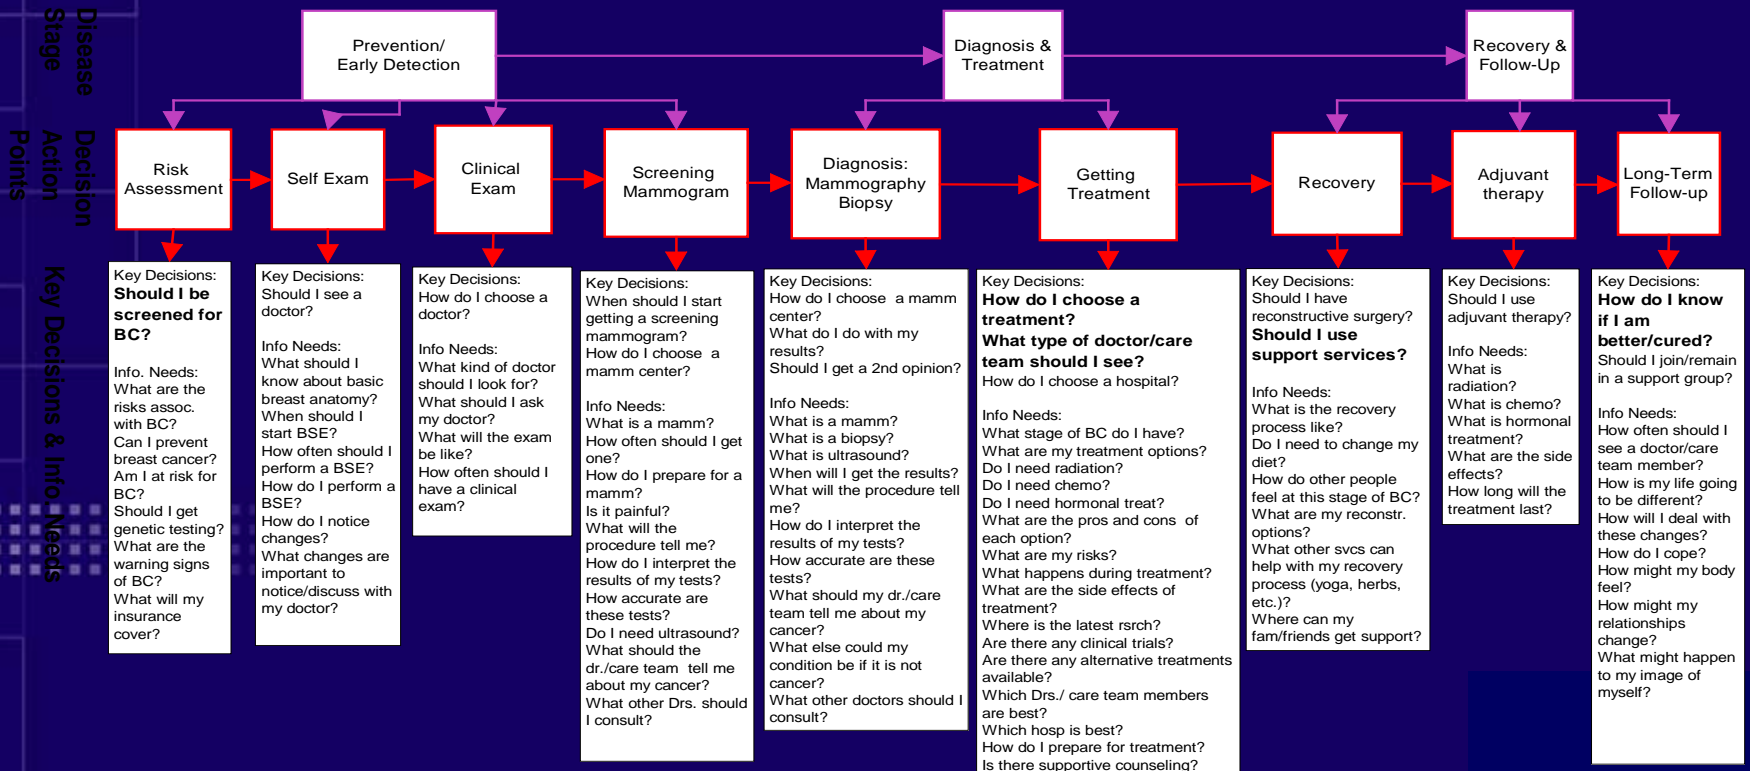 Disease
Stage
Prevention/
Early Detection
Diagnosis &
Treatment
Recovery &
Follow-Up
Decision
Action
Points
Risk
Assessment
Self Exam
Clinical
Exam
Screening
Mammogram
Diagnosis:
Mammography
Biopsy
Getting
Treatment
Recovery
Adjuvant
therapy
Long-Term
Follow-up
Key Decisions & Info. Needs
Key Decisions:
Should I be
screened for
BC?
Info. Needs:
What are the
risks assoc.
with BC?
Can I prevent
breast cancer?
Am I at risk for
BC?
Should I get
genetic testing?
What are the
warning signs
of BC?
What will my
insurance
cover?
Key Decisions:
Should I see a
doctor?
Info Needs:
What should I
know about basic
breast anatomy?
When should I
start BSE?
How often should I
perform a BSE?
How do I perform a
BSE?
How do I notice
changes?
What changes are
important to
notice/discuss with
my doctor?
Key Decisions:
How do I choose a
doctor?
Info Needs:
What kind of doctor
should I look for?
What should I ask
my doctor?
What will the exam
be like?
How often should I
have a clinical
exam?
Key Decisions:
When should I start
getting a screening
mammogram?
How do I choose a
mamm center?
Info Needs:
What is a mamm?
How often should I get
one?
How do I prepare for a
mamm?
Is it painful?
What will the
procedure tell me?
How do I interpret the
results of my tests?
How accurate are
these tests?
Do I need ultrasound?
What should the
dr./care team tell me
about my cancer?
What other Drs. should
I consult?
Key Decisions:
How do I choose a mamm
center?
What do I do with my
results?
Should I get a 2nd opinion?
Info Needs:
What is a mamm?
What is a biopsy?
What is ultrasound?
When will I get the results?
What will the procedure tell
me?
How do I interpret the
results of my tests?
How accurate are these
tests?
What should my dr./care
team tell me about my
cancer?
What else could my
condition be if it is not
cancer?
What other doctors should I
consult?
Key Decisions:
How do I choose a
treatment?
What type of doctor/care
team should I see?
How do I choose a hospital?
Info Needs:
What stage of BC do I have?
What are my treatment options?
Do I need radiation?
Do I need chemo?
Do I need hormonal treat?
What are the pros and cons of
each option?
What are my risks?
What happens during treatment?
What are the side effects of
treatment?
Where is the latest rsrch?
Are there any clinical trials?
Are there any alternative treatments
available?
Which Drs./ care team members
are best?
Which hosp is best?
How do I prepare for treatment?
Is there supportive counseling?
Key Decisions:
Should I have
reconstructive surgery?
Should I use
support services?
Info Needs:
What is the recovery
process like?
Do I need to change my
diet?
How do other people
feel at this stage of BC?
What are my reconstr.
options?
What other svcs can
help with my recovery
process (yoga, herbs,
etc.)?
Where can my
fam/friends get support?
Key Decisions:
Should I use
adjuvant therapy?
Info Needs:
What is
radiation?
What is chemo?
What is hormonal
treatment?
What are the side
effects?
How long will the
treatment last?
Key Decisions:
How do I know
if I am
better/cured?
Should I join/remain
in a support group?
Info Needs:
How often should I
see a doctor/care
team member?
How is my life going
to be different?
How will I deal with
these changes?
How do I cope?
How might my body
feel?
How might my
relationships
change?
What might happen
to my image of
myself?